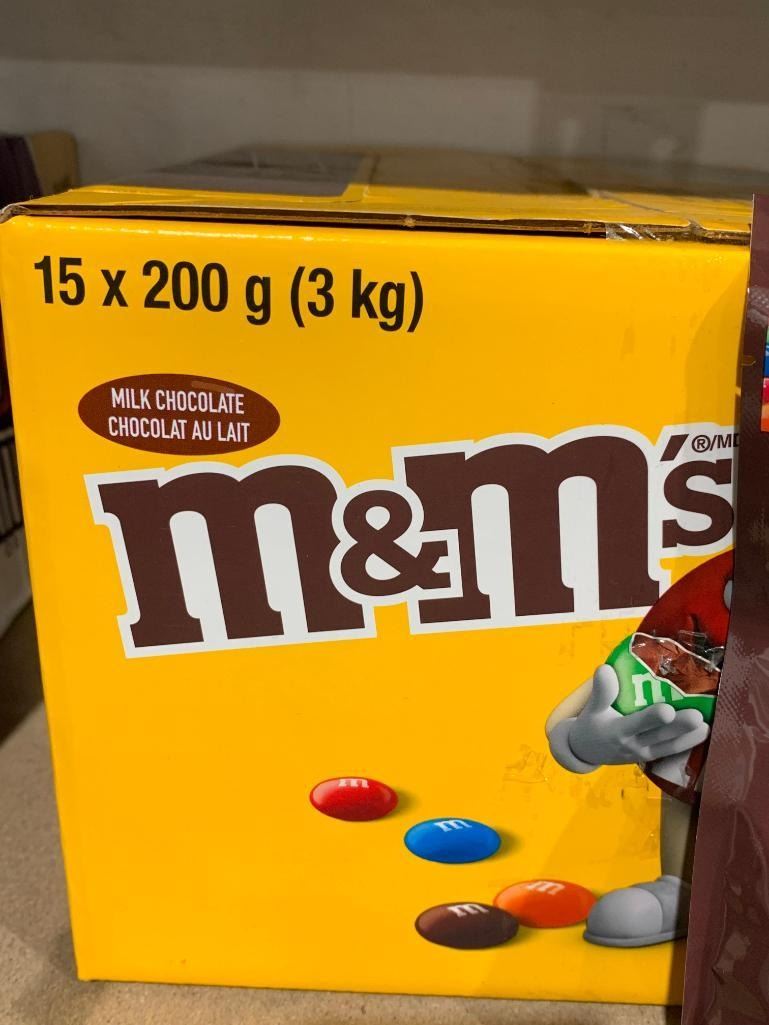 15 x 200 g (3 kg)
MILK CHOCOLATE
CHOCOLAT AU LAIT
m&m's
®/MD
m
m
m
m
m